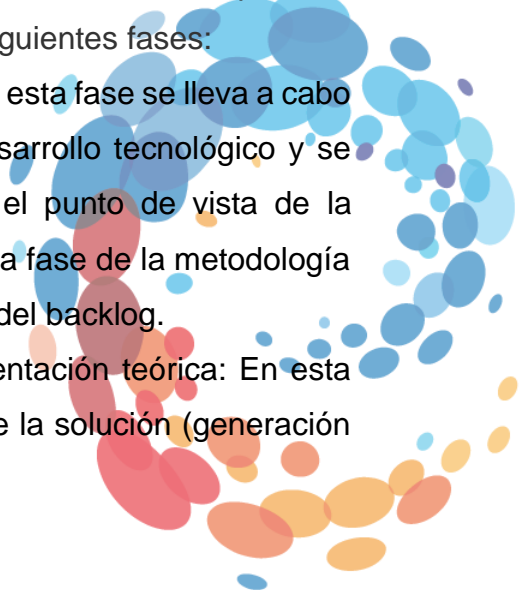 guientes fases:
esta fase se lleva a cabo
sarrollo tecnológico y se
el punto de vista de la
a fase de la metodología
del backlog.
entación teórica: En esta
e la solución (generación